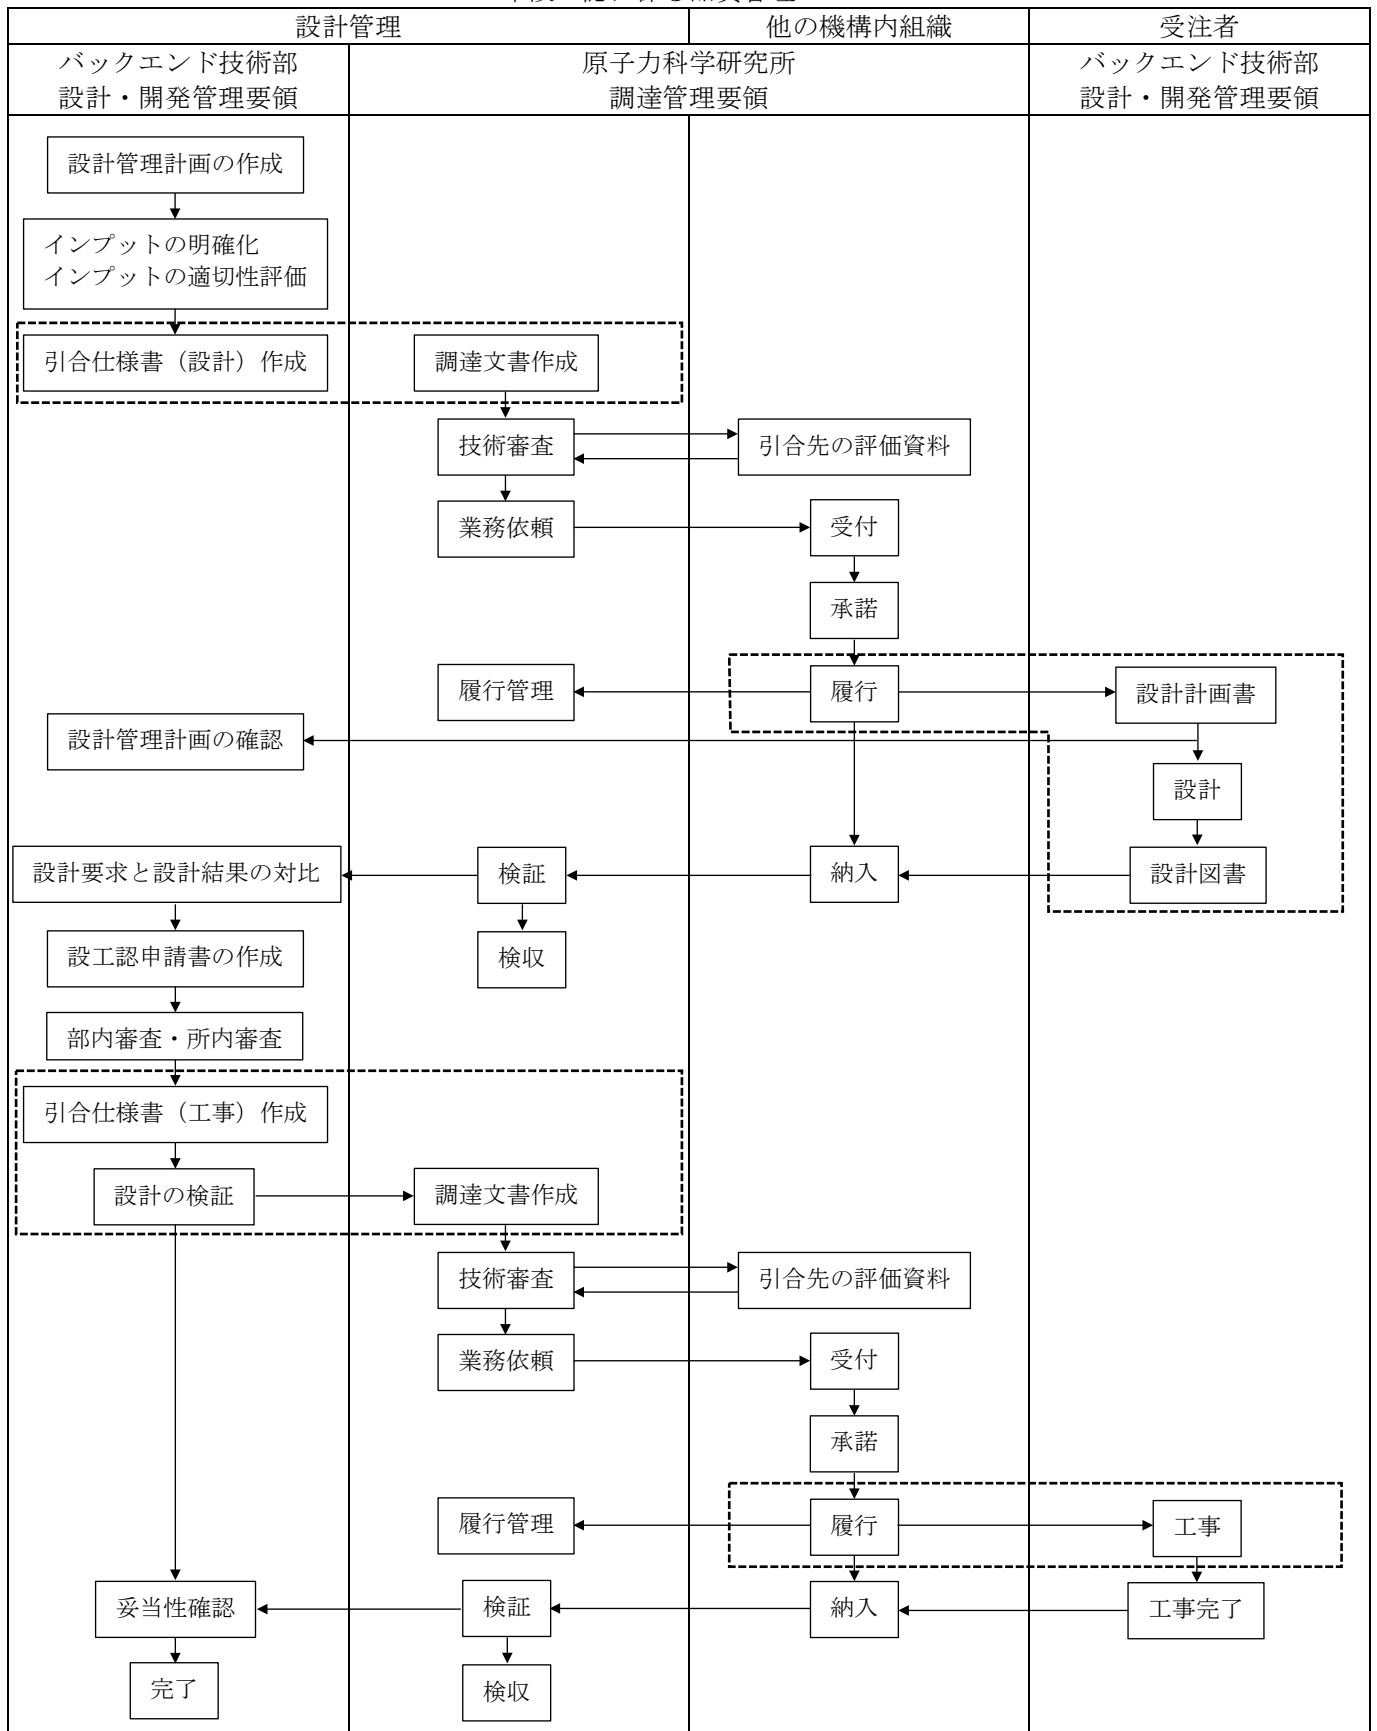 設計管理
他の機構内組織
受注者
バックエンド技術部
設計・開発管理要領
原子力科学研究所
調達管理要領
バックエンド技術部
設計・開発管理要領
設計管理計画の作成
インプットの明確化
インプットの適切性評価
引合仕様書（設計）作成
調達文書作成
技術審査
引合先の評価資料
業務依頼
受付
承諾
履行管理
履行
設計計画書
設計管理計画の確認
設計
設計要求と設計結果の対比
検証
納入
設計図書
設工認申請書の作成
検収
部内審査・所内審査
引合仕様書（工事）作成
設計の検証
調達文書作成
技術審査
引合先の評価資料
業務依頼
受付
承諾
履行管理
履行
工事
妥当性確認
検証
納入
工事完了
完了
検収